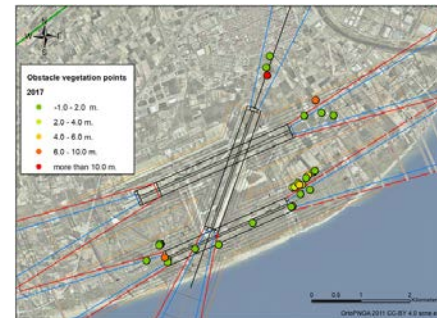 N
W E
S
Obstacle vegetation points
2017
-1.0 - 2.0 m.
2.0 - 4.0 m.
4.0 - 6.0 m.
6.0 - 10.0 m.
more than 10.0 m.
0 0.5 1 2
Kilometers
OrtoPNOA 2011 CC-BY 4.0